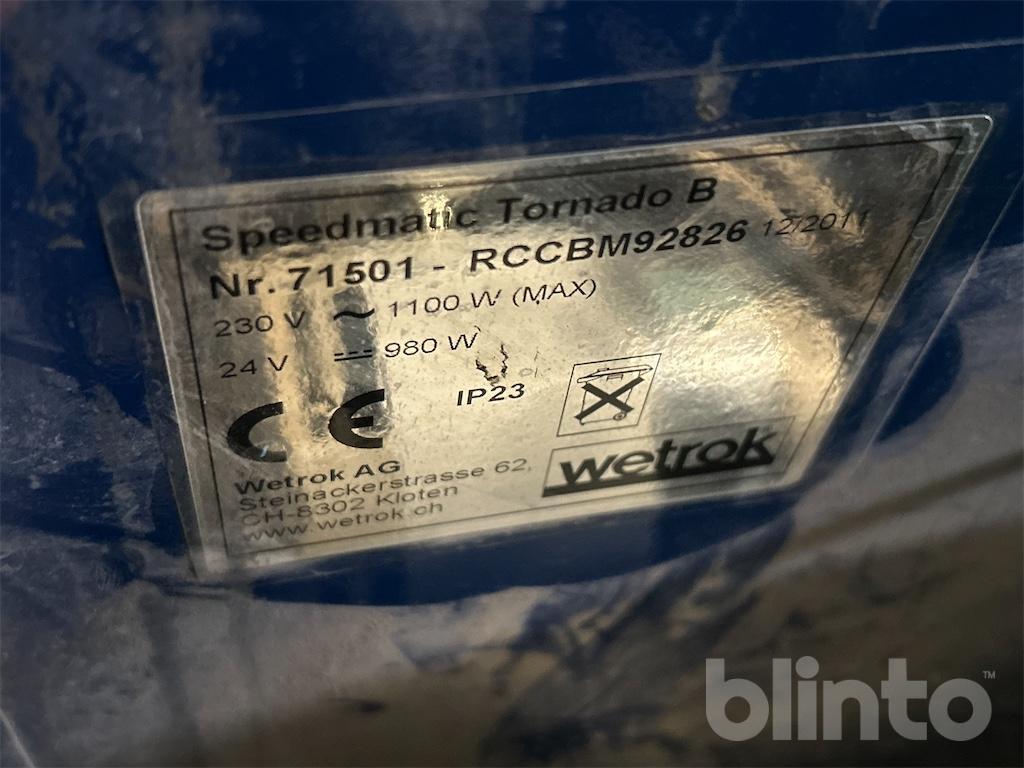 Speedmatic Tornado B
Nr. 71501 - RCCBM92826 12/2011
230 V ~ 1100 W (MAX)
24 V ⎓ 980 W
IP23
CE
Wetrok AG
Steinackerstrasse 62,
CH-8302 Kloten
www.wetrok.ch
wetrok
blinto™